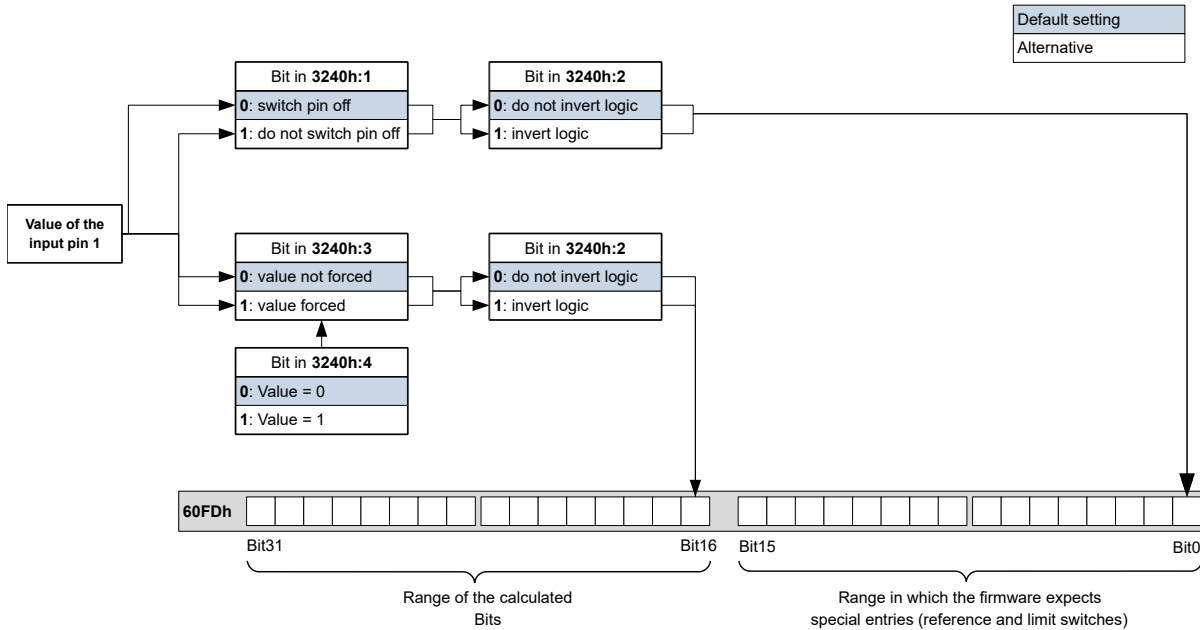 Default setting
Alternative
Bit in 3240h:1
0: switch pin off
1: do not switch pin off
Bit in 3240h:2
0: do not invert logic
1: invert logic
Value of the
input pin 1
Bit in 3240h:3
0: value not forced
1: value forced
Bit in 3240h:2
0: do not invert logic
1: invert logic
Bit in 3240h:4
0: Value = 0
1: Value = 1
60FDh
Bit31
Bit16
Bit15
Bit0
Range of the calculated
Bits
Range in which the firmware expects
special entries (reference and limit switches)